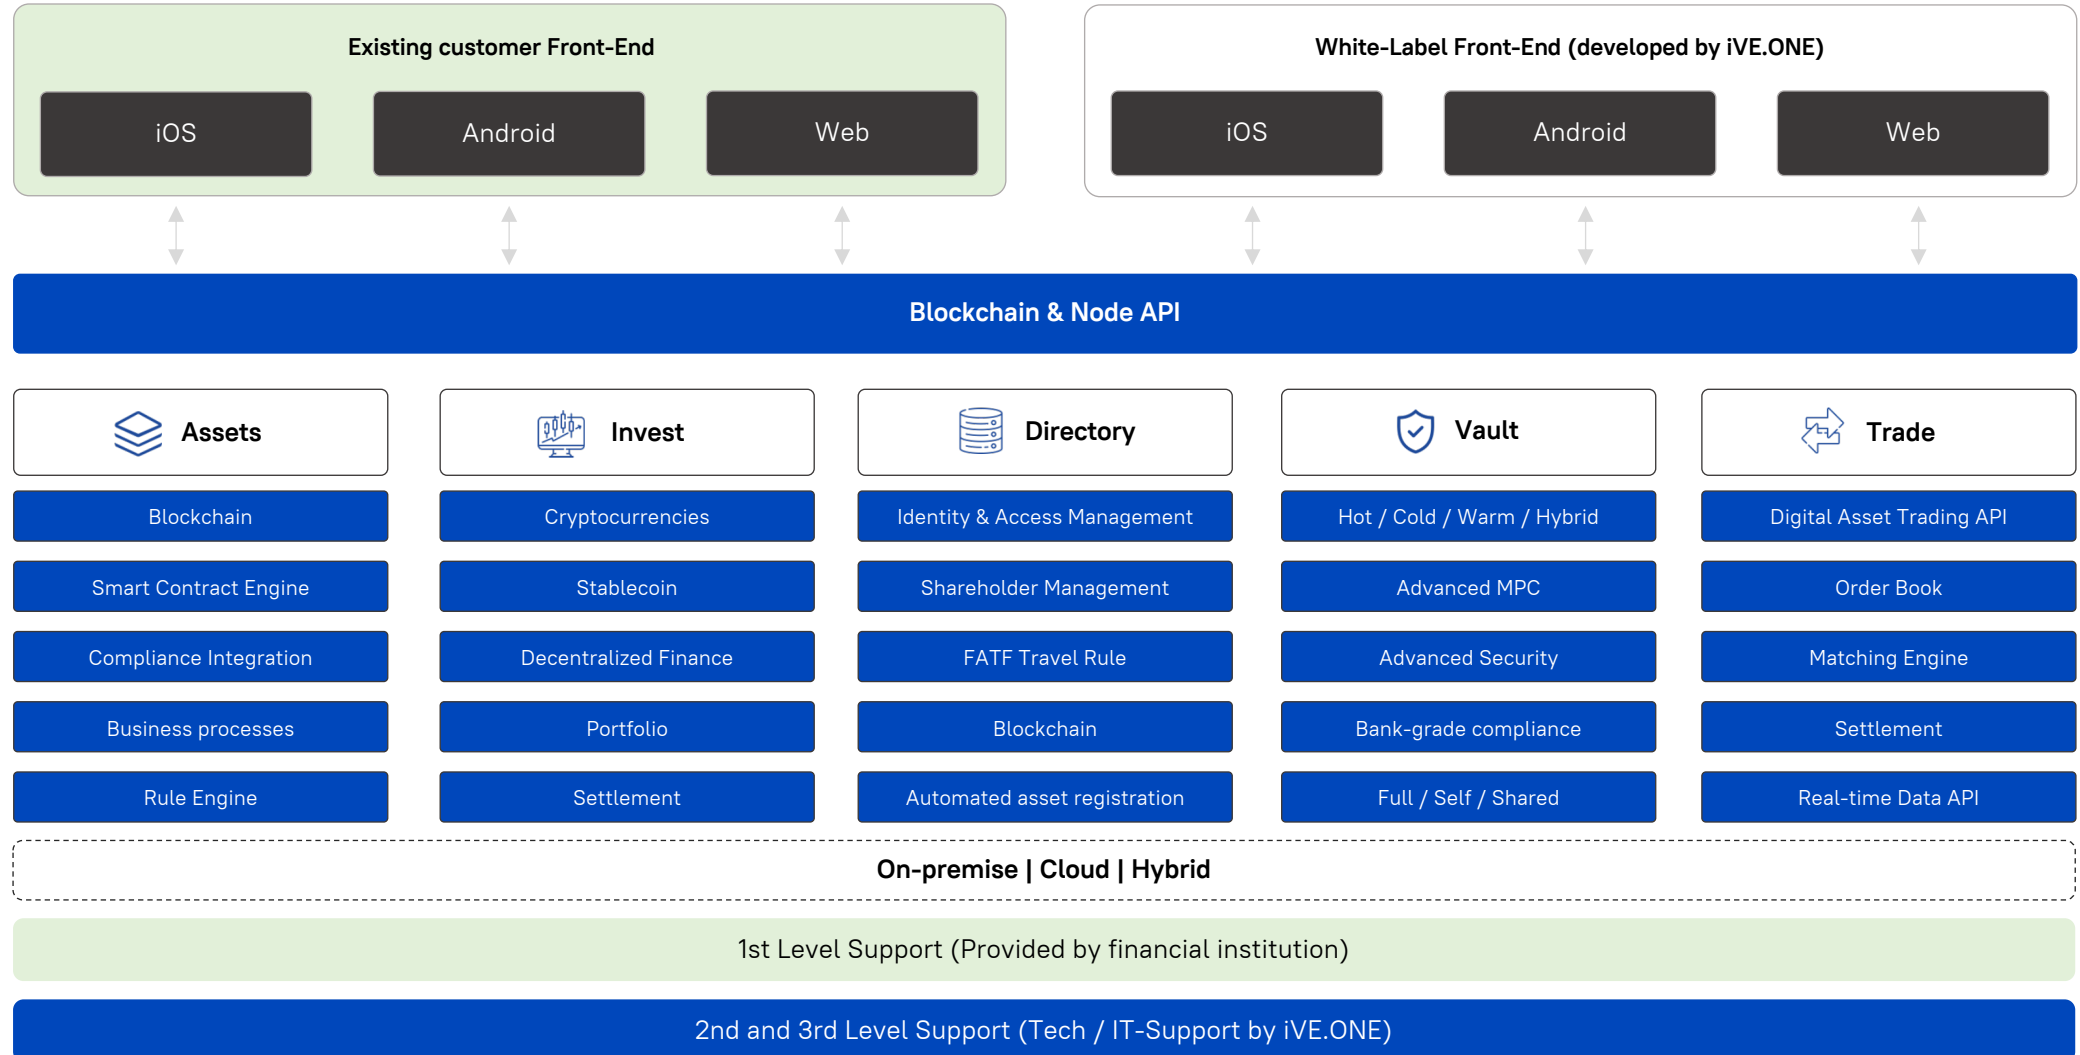 Existing customer Front-End
iOS
Android
Web
White-Label Front-End (developed by iVE.ONE)
iOS
Android
Web
Blockchain & Node API
Assets
Blockchain
Smart Contract Engine
Compliance Integration
Business processes
Rule Engine
Invest
Cryptocurrencies
Stablecoin
Decentralized Finance
Portfolio
Settlement
Directory
Identity & Access Management
Shareholder Management
FATF Travel Rule
Blockchain
Automated asset registration
Vault
Hot / Cold / Warm / Hybrid
Advanced MPC
Advanced Security
Bank-grade compliance
Full / Self / Shared
Trade
Digital Asset Trading API
Order Book
Matching Engine
Settlement
Real-time Data API
On-premise | Cloud | Hybrid
1st Level Support (Provided by financial institution)
2nd and 3rd Level Support (Tech / IT-Support by iVE.ONE)